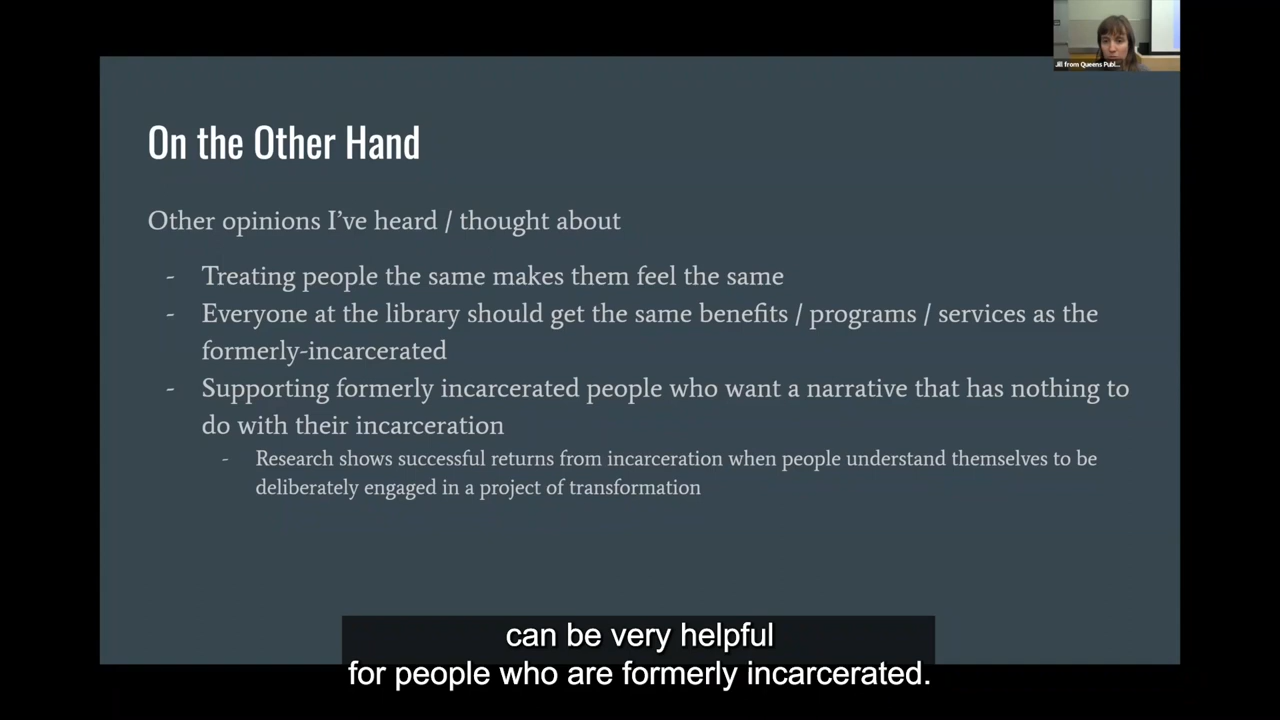 Jill from Queens Publ...
On the Other Hand
Other opinions I've heard / thought about
- Treating people the same makes them feel the same
- Everyone at the library should get the same benefits / programs / services as the
formerly-incarcerated
- Supporting formerly incarcerated people who want a narrative that has nothing to
do with their incarceration
- Research shows successful returns from incarceration when people understand themselves to be
deliberately engaged in a project of transformation
can be very helpful
for people who are formerly incarcerated.